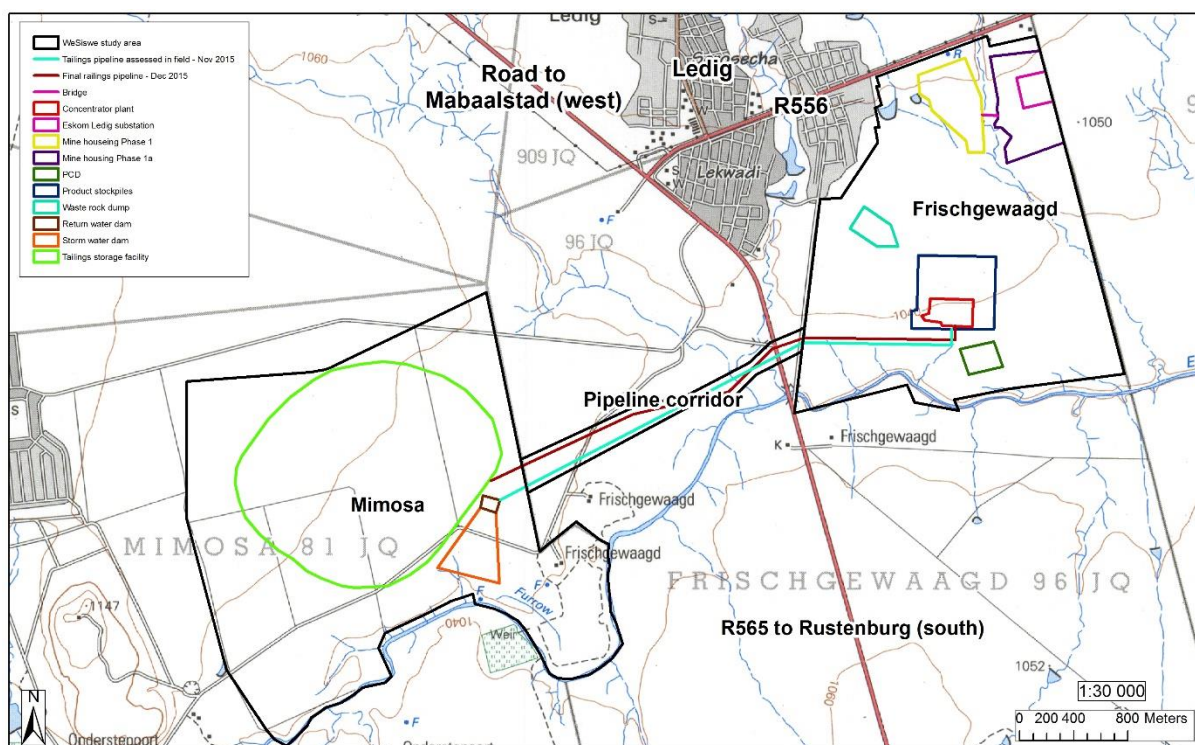 WeSiswe study area
Tailings pipeline assessed in field - Nov 2015
Final railings pipeline - Dec 2015
Bridge
Concentrator plant
Eskom Ledig substation
Mine houseing Phase 1
Mine housing Phase 1a
PCD
Product stockpiles
Waste rock dump
Return water dam
Storm water dam
Tailings storage facility
1060
Ledig
S
Road to
Mabaalstad (west)
Ledig
R556
R
1050
909 JQ
W
S
W
Lekwadi
F
96 JQ
Frischgewaagd
Pipeline corridor
K
Frischgewaagd
S
Mimosa
Frischgewaagd
MIMOSA 81 JQ
Frischgewaagd
FRISCHGEWAAGD 96 JQ
F
F
Furrow
1147
1040
Weir
R565 to Rustenburg (south)
1052
1:30 000
1060
N
F
0 200 400 800 Meters
Onderstepoort